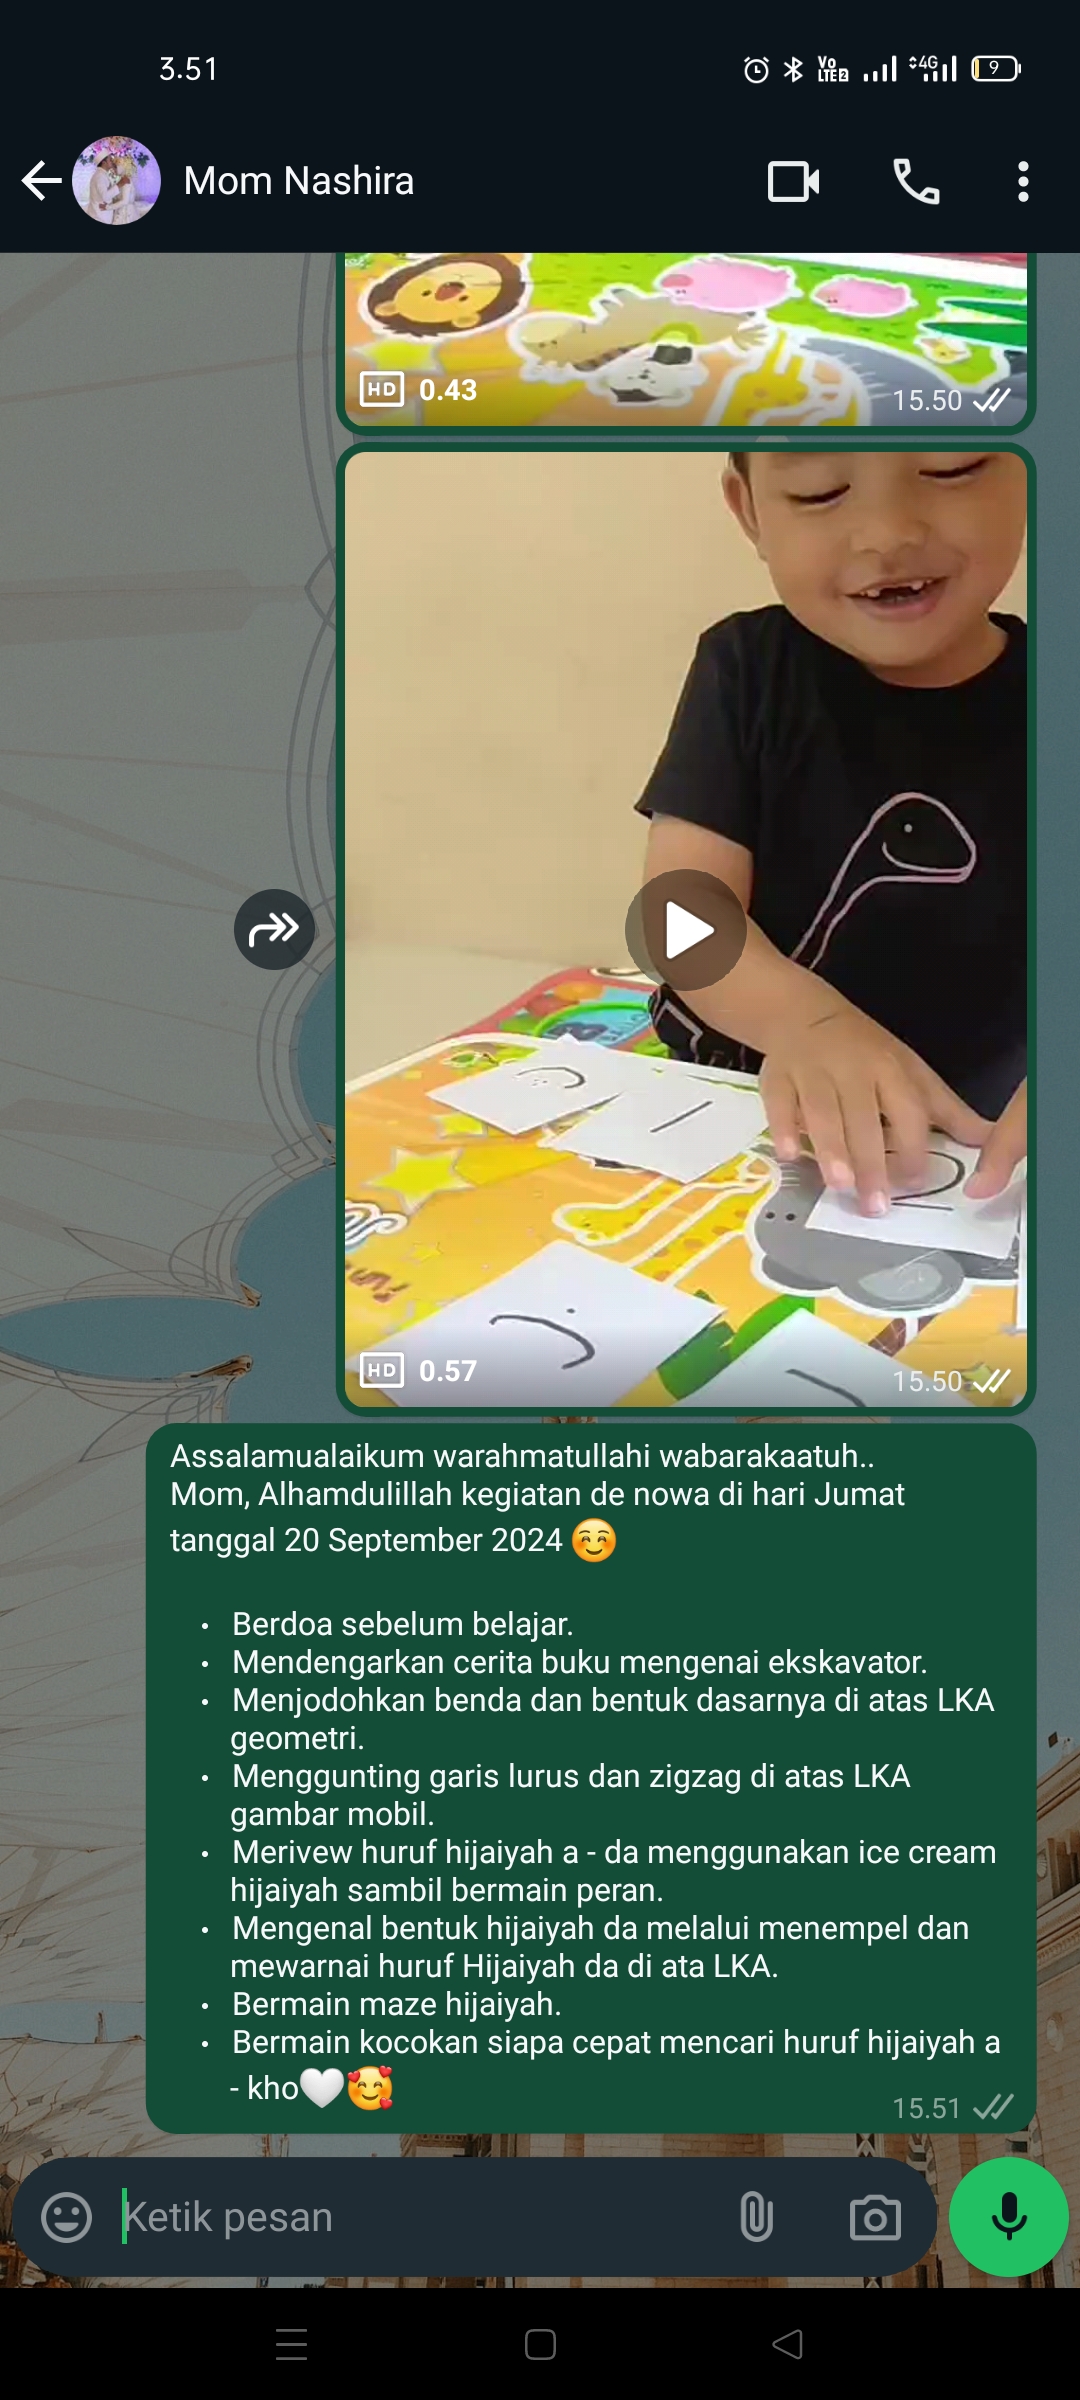 3.51
Vo
LTE2
4G
9
Mom Nashira
HD 0.43
15.50
HD 0.57
15.50
Assalamualaikum warahmatullahi wabarakaatuh..
Mom, Alhamdulillah kegiatan de nowa di hari Jumat
tanggal 20 September 2024 ☺️
• Berdoa sebelum belajar.
• Mendengarkan cerita buku mengenai ekskavator.
• Menjodohkan benda dan bentuk dasarnya di atas LKA
geometri.
• Menggunting garis lurus dan zigzag di atas LKA
gambar mobil.
• Merivew huruf hijaiyah a - da menggunakan ice cream
hijaiyah sambil bermain peran.
• Mengenal bentuk hijaiyah da melalui menempel dan
mewarnai huruf Hijaiyah da di ata LKA.
• Bermain maze hijaiyah.
• Bermain kocokan siapa cepat mencari huruf hijaiyah a
- kho🤍🥰
15.51
Ketik pesan